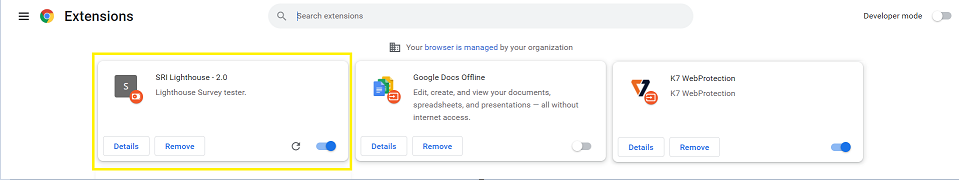 Extensions
Search extensions
Developer mode
Your browser is managed by your organization
S
SRI Lighthouse - 2.0
Lighthouse Survey tester.
Details Remove
Google Docs Offline
Edit, create, and view your documents,
spreadsheets, and presentations — all without
internet access.
Details Remove
K7 WebProtection
K7 WebProtection
Details Remove